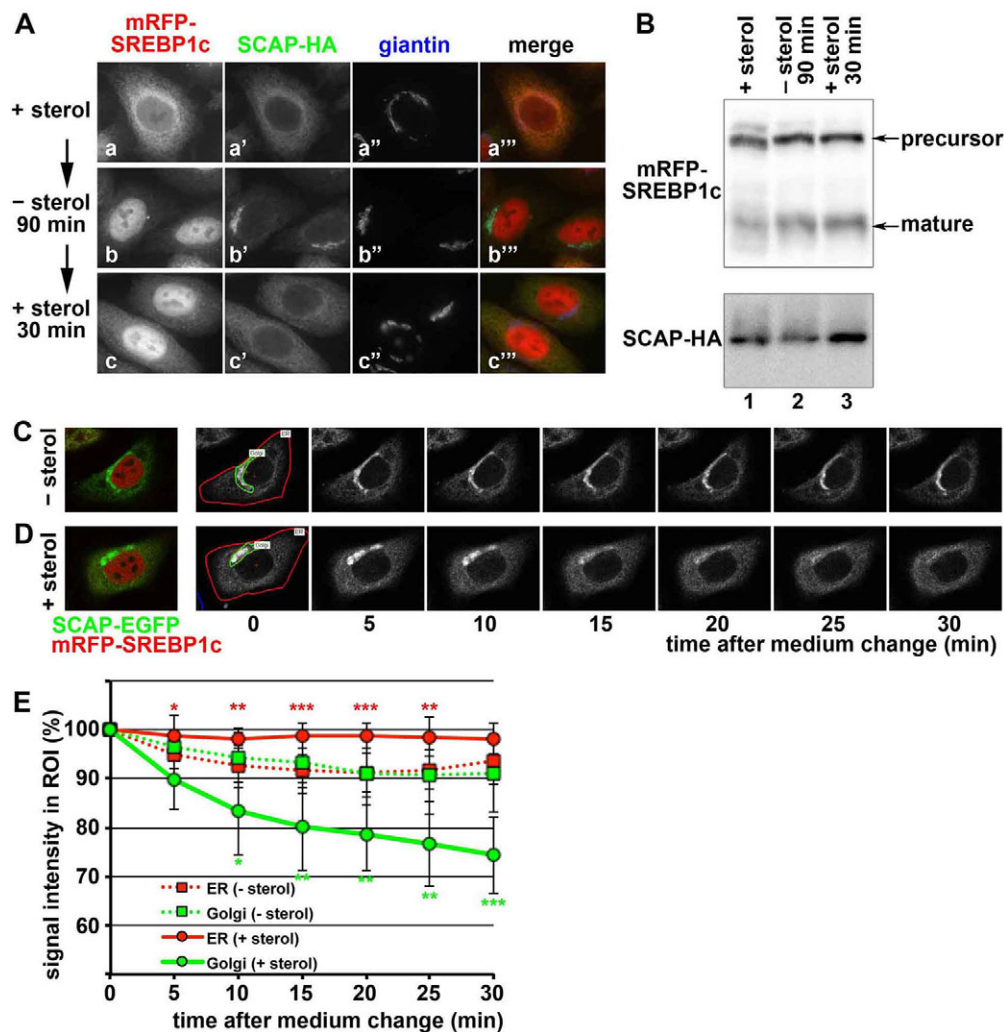 A
mRFP-
SREBP1c
SCAP-HA
giantin
merge
+ sterol
a
a'
a''
a'''
– sterol
90 min
b
b'
b''
b'''
+ sterol
30 min
c
c'
c''
c'''
B
+ sterol
– sterol
90 min
+ sterol
30 min
mRFP-
SREBP1c
precursor
mature
SCAP-HA
1 2 3
C
– sterol
ER
Golgi
D
+ sterol
ER
Golgi
SCAP-EGFP
mRFP-SREBP1c
0 5 10 15 20 25 30
time after medium change (min)
E
signal intensity in ROI (%)
100
90
80
70
60
* ** *** *** **
* ** ** ** ***
ER (- sterol)
Golgi (- sterol)
ER (+ sterol)
Golgi (+ sterol)
0 5 10 15 20 25 30
time after medium change (min)